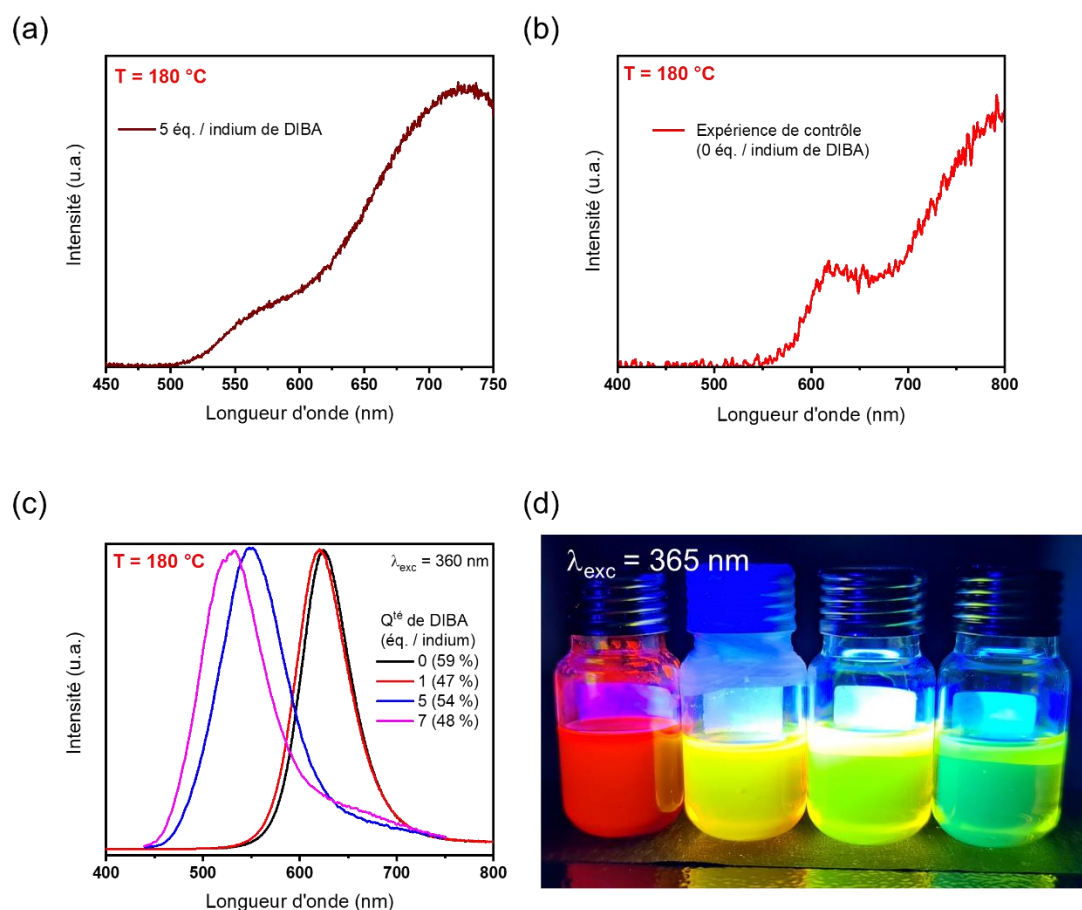 (a)
T = 180 °C
5 éq. / indium de DIBA
Intensité (u.a.)
450 500 550 600 650 700 750
Longueur d'onde (nm)
(b)
T = 180 °C
Expérience de contrôle
(0 éq. / indium de DIBA)
Intensité (u.a.)
400 500 600 700 800
Longueur d'onde (nm)
(c)
T = 180 °C
λexc = 360 nm
Qté de DIBA
(éq. / indium)
0 (59 %)
1 (47 %)
5 (54 %)
7 (48 %)
Intensité (u.a.)
400 500 600 700 800
Longueur d'onde (nm)
(d)
λexc = 365 nm